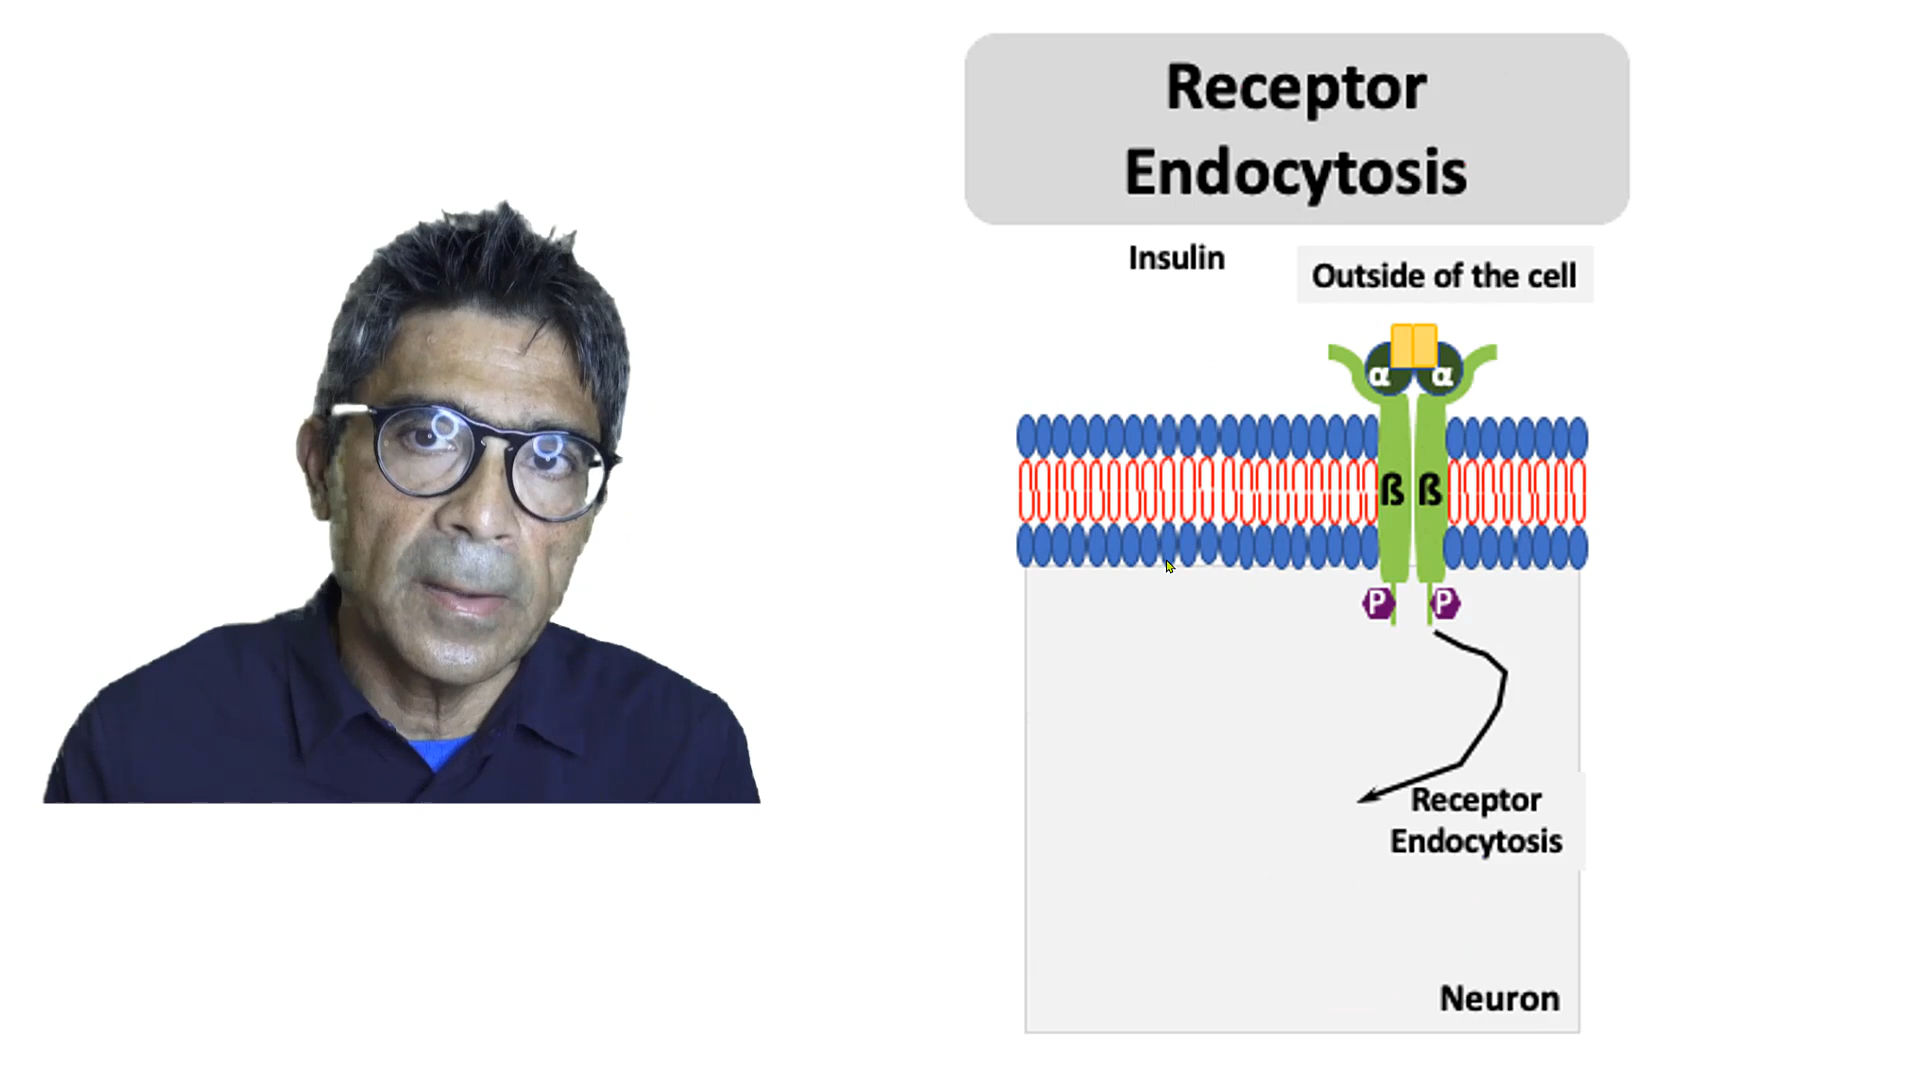 Receptor
Endocytosis
Insulin
Outside of the cell
α α
ß ß
P P
Receptor
Endocytosis
Neuron